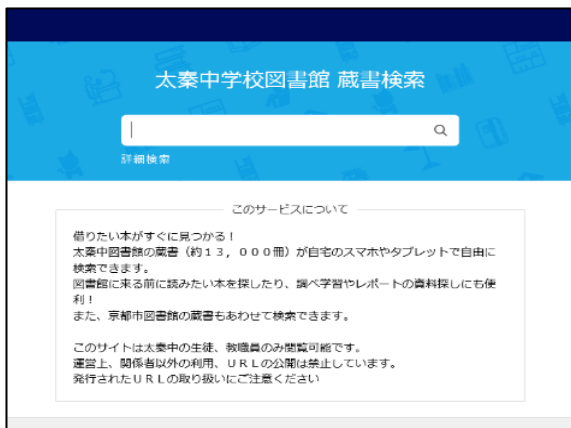 太秦中学校図書館 蔵書検索
詳細検索
このサービスについて
借りたい本がすぐに見つかる！
太秦中図書館の蔵書（約１３，０００冊）が自宅のスマホやタブレットで自由に
検索できます。
図書館に来る前に読みたい本を探したり、調べ学習やレポートの資料探しにも便
利！
また、京都市図書館の蔵書もあわせて検索できます。
このサイトは太秦中の生徒、教職員のみ閲覧可能です。
運営上、関係者以外の利用、ＵＲＬの公開は禁止しています。
発行されたＵＲＬの取り扱いにご注意ください